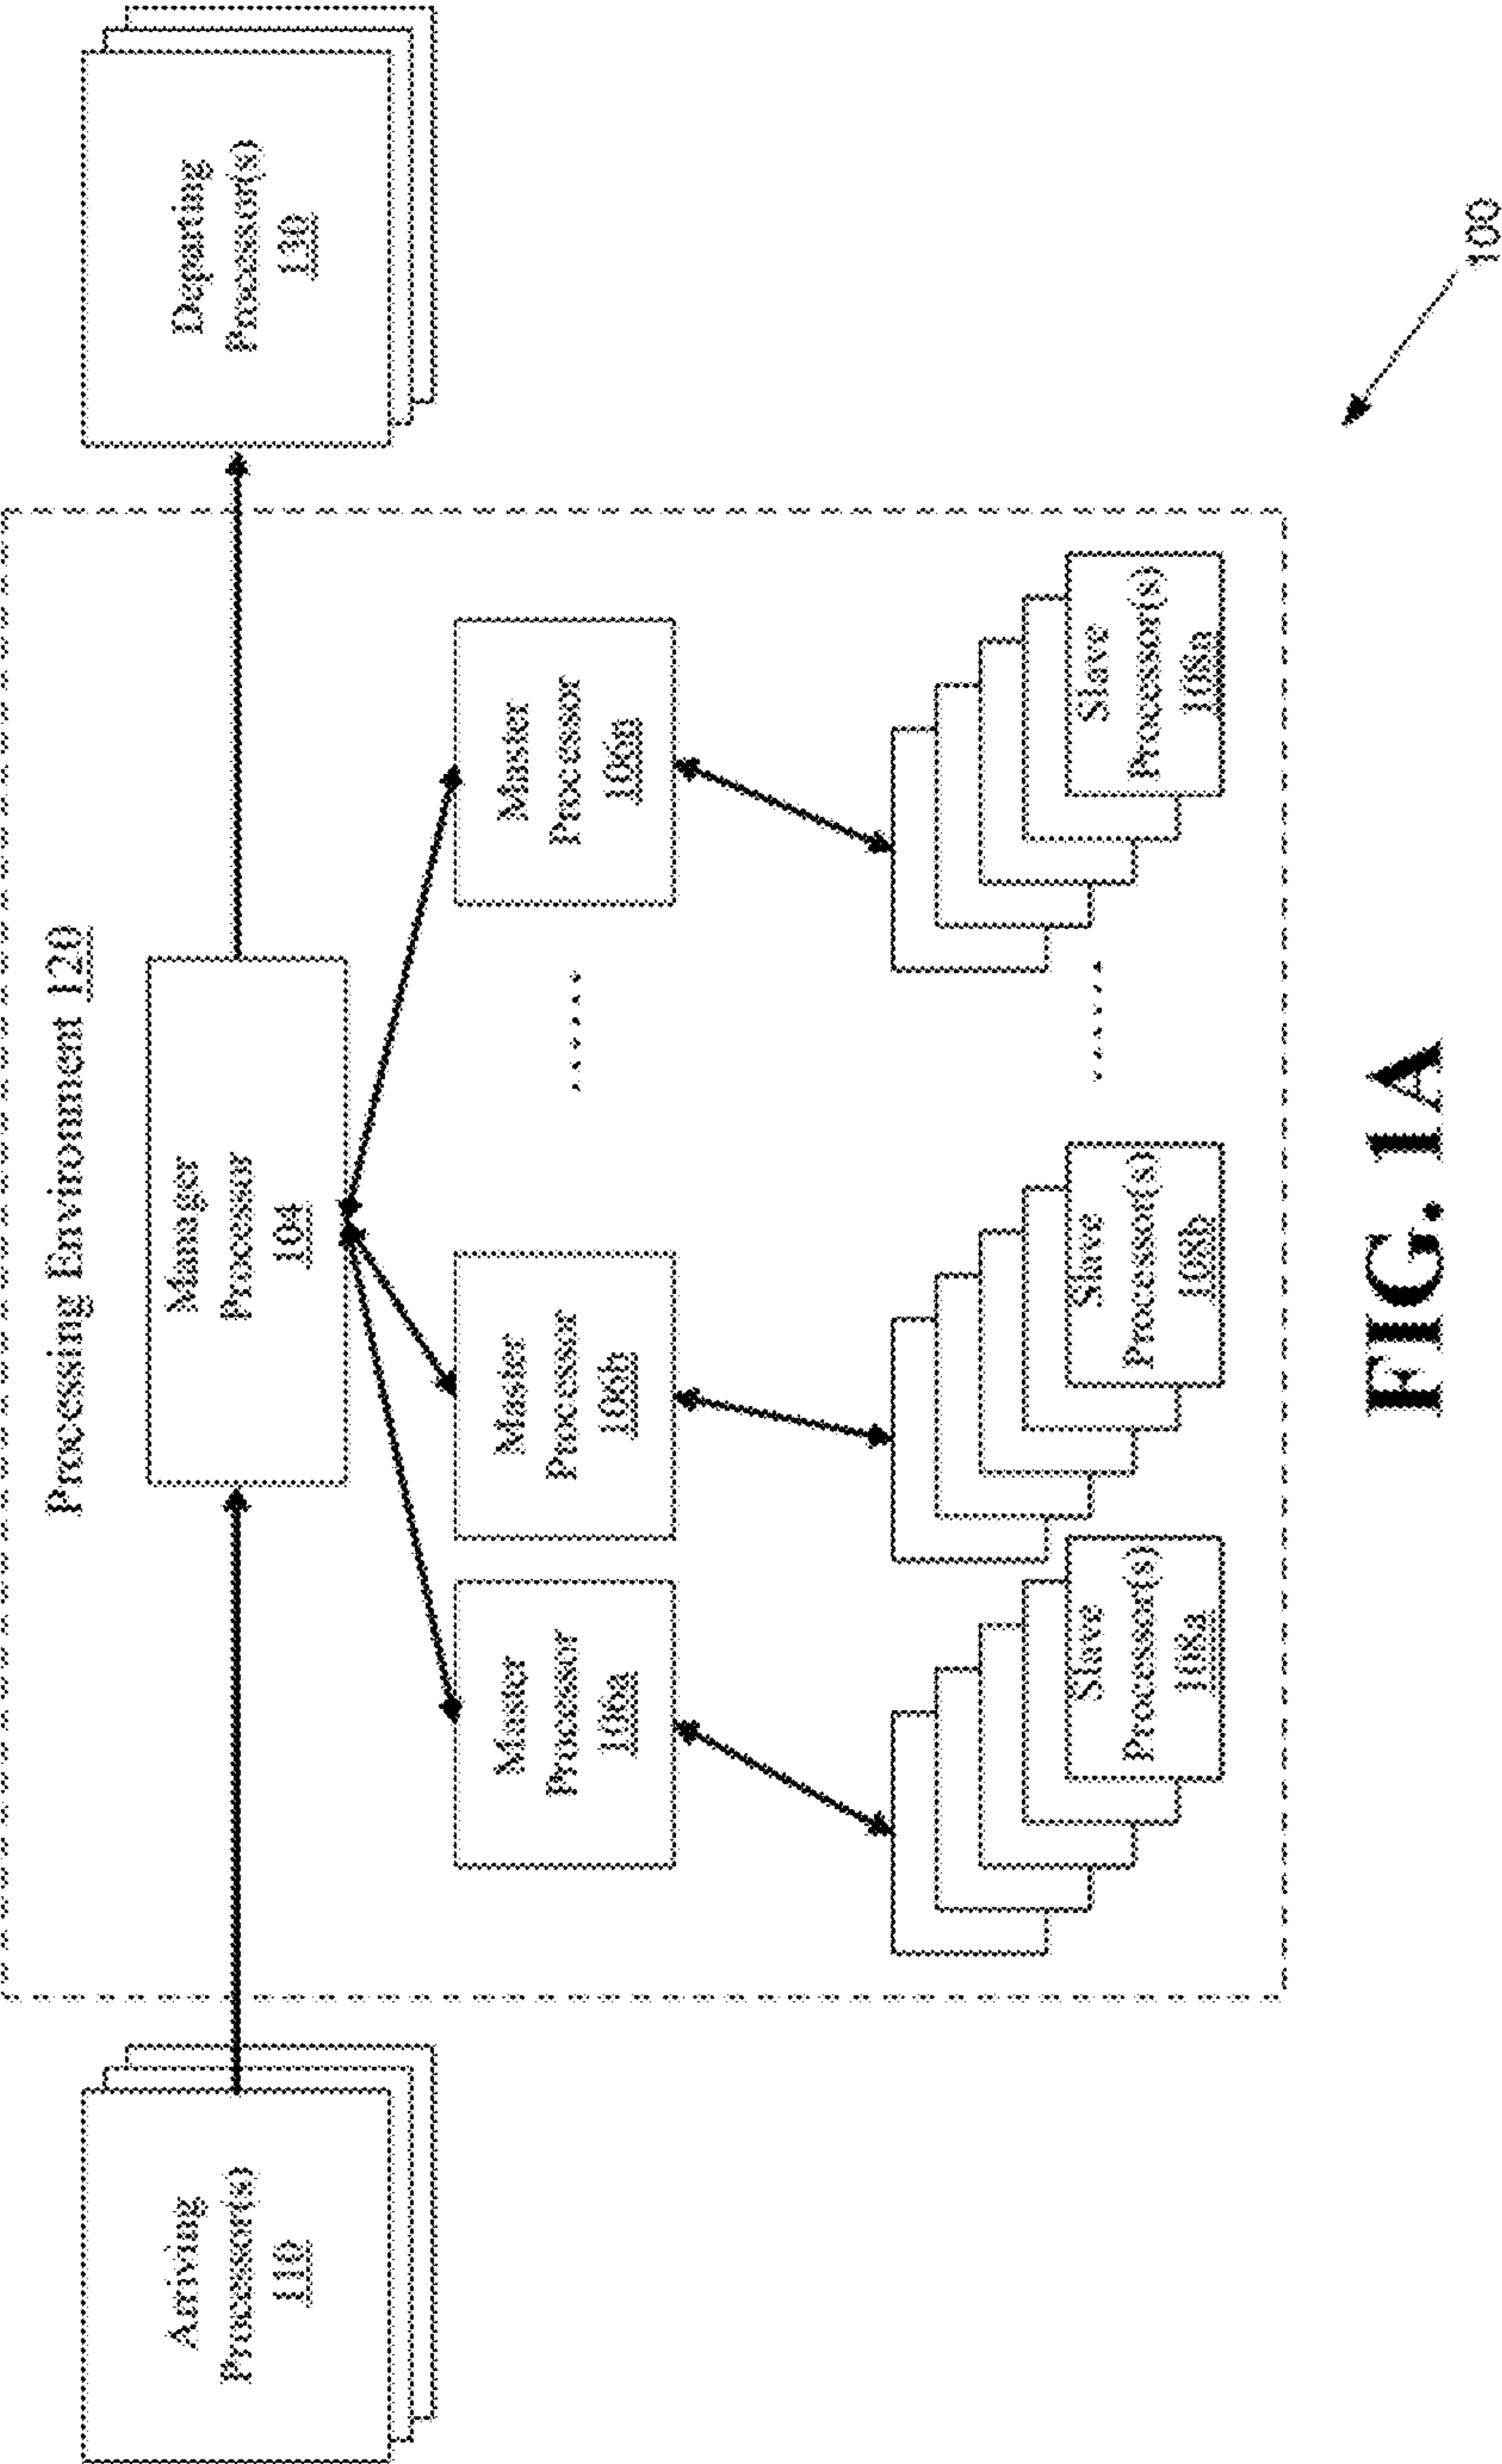 Processing Environment 120
Arriving
Processor(s)
110
Manager
Processor
104
Departing
Processor(s)
130
Master
Processor
106a
Master
Processor
106b
......
Master
Processor
106n
Slave
Processor(s)
108a
Slave
Processor(s)
108b
......
Slave
Processor(s)
108a
100
FIG. 1A